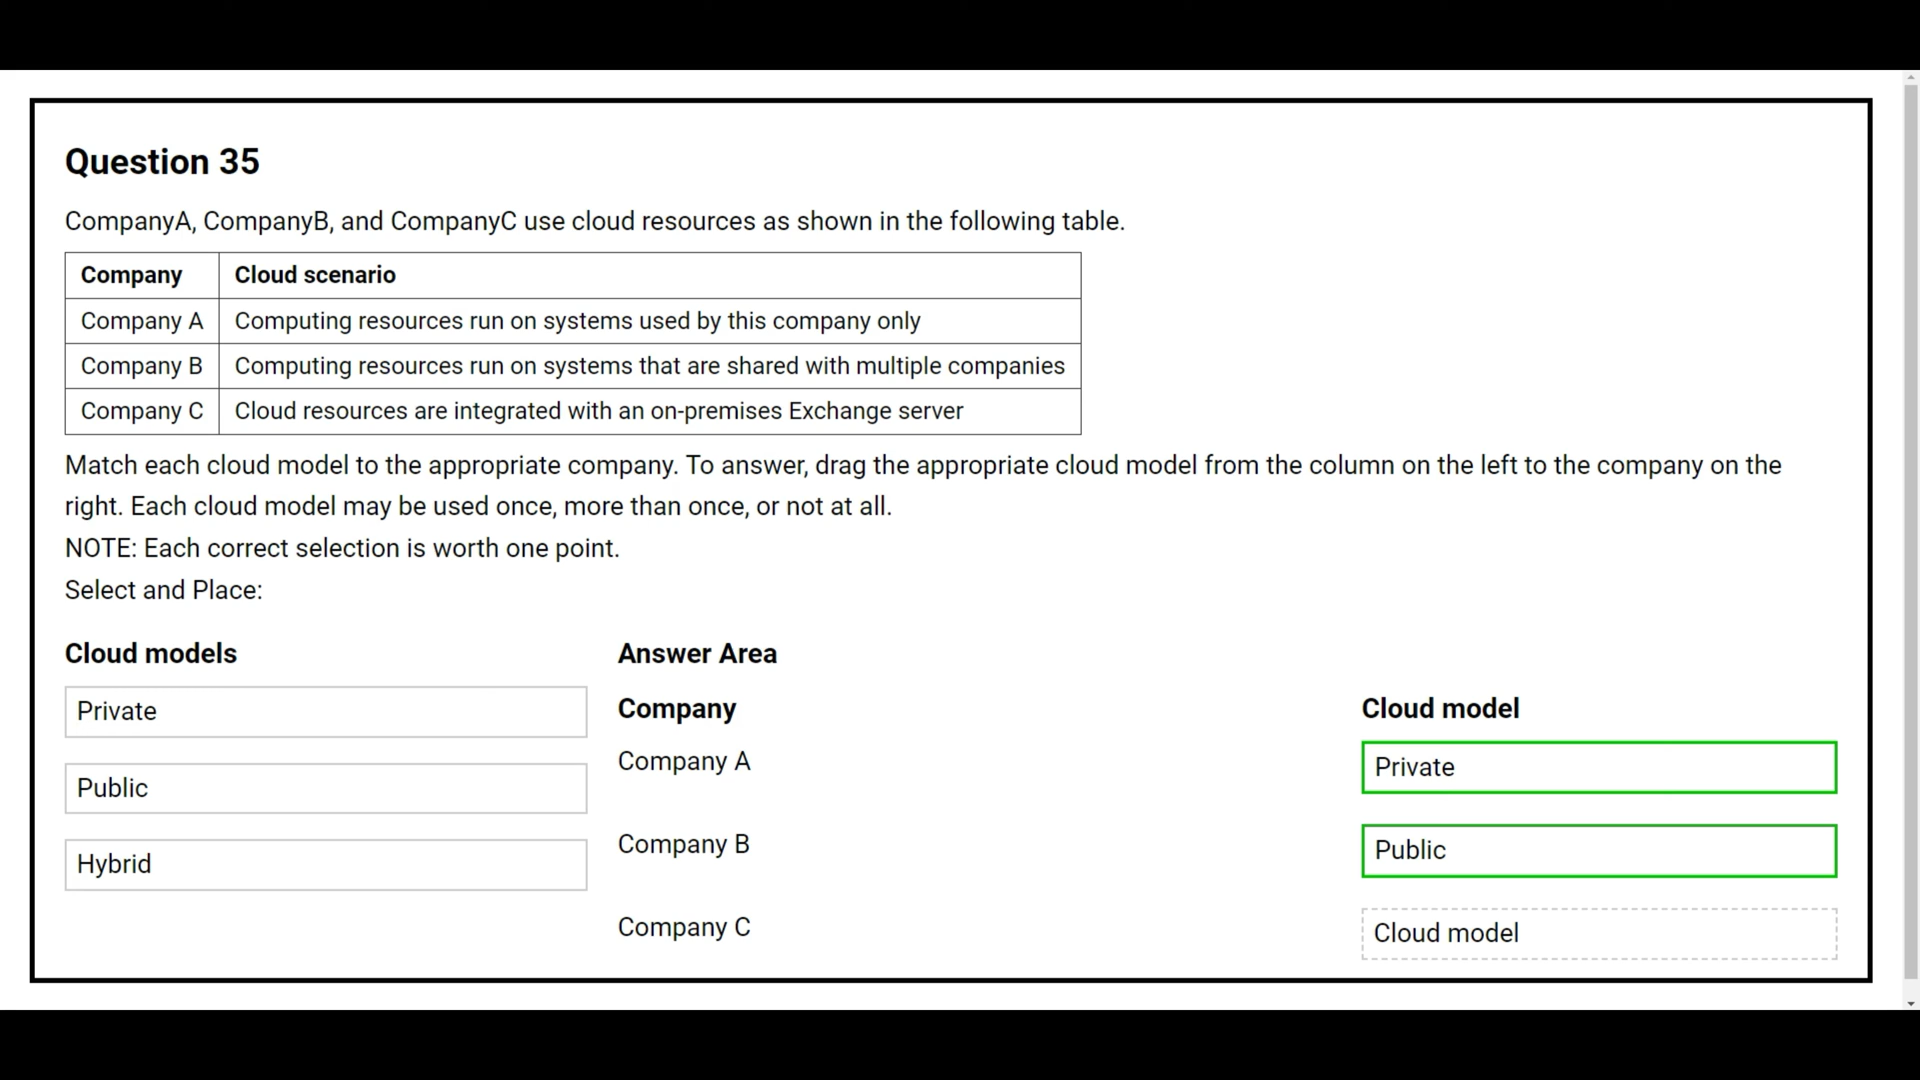 Question 35
CompanyA, CompanyB, and CompanyC use cloud resources as shown in the following table.
Company Cloud scenario
Company A Computing resources run on systems used by this company only
Company B Computing resources run on systems that are shared with multiple companies
Company C Cloud resources are integrated with an on-premises Exchange server
Match each cloud model to the appropriate company. To answer, drag the appropriate cloud model from the column on the left to the company on the
right. Each cloud model may be used once, more than once, or not at all.
NOTE: Each correct selection is worth one point.
Select and Place:
Cloud models
Private
Public
Hybrid
Answer Area
Company Cloud model
Company A Private
Company B Public
Company C Cloud model